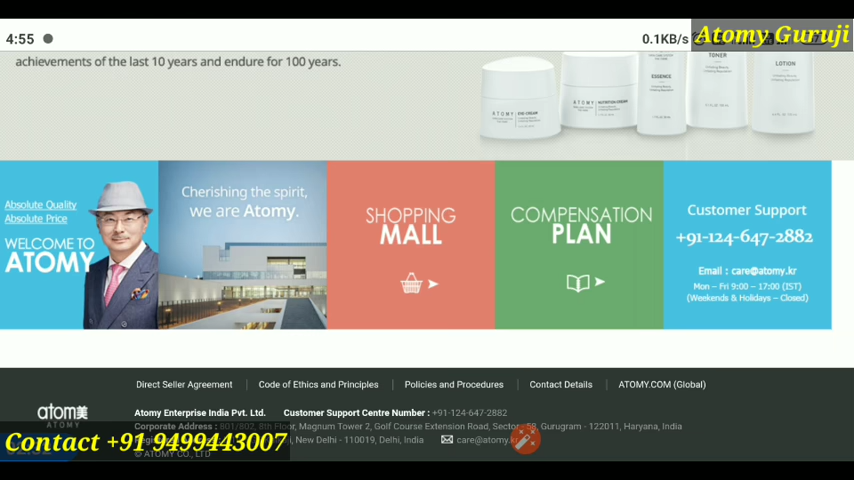 4:55
0.1KB/s
Atomy Guruji
achievements of the last 10 years and endure for 100 years.
ATOMY
EYE CREAM
ATOMY
NUTRITION CREAM
ESSENCE
TONER
LOTION
Absolute Quality
Absolute Price
WELCOME TO
ATOMY
Cherishing the spirit,
we are Atomy.
SHOPPING
MALL
COMPENSATION
PLAN
Customer Support
+91-124-647-2882
Email : care@atomy.kr
Mon – Fri 9:00 – 17:00 (IST)
(Weekends & Holidays – Closed)
Direct Seller Agreement | Code of Ethics and Principles | Policies and Procedures | Contact Details | ATOMY.COM (Global)
atom美
ATOMY
Atomy Enterprise India Pvt. Ltd. Customer Support Centre Number : +91-124-647-2882
Corporate Address : 801/802, 8th Floor, Magnum Tower 2, Golf Course Extension Road, Sector - 58, Gurugram - 122011, Haryana, India
New Delhi - 110019, Delhi, India care@atomy.kr
© ATOMY CO., LTD
Contact +91 9499443007